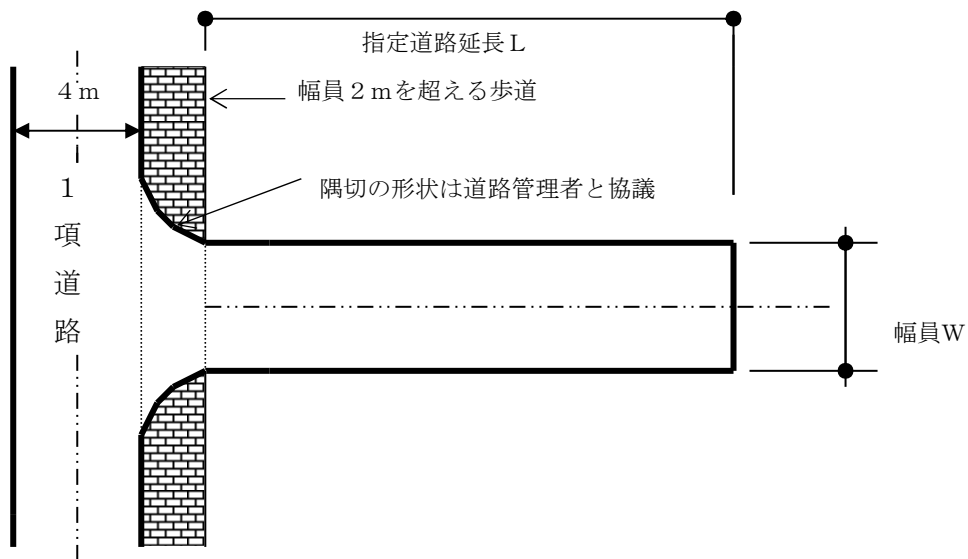 指定道路延長Ｌ
４ｍ
幅員２ｍを超える歩道
隅切の形状は道路管理者と協議
１項道路
幅員W